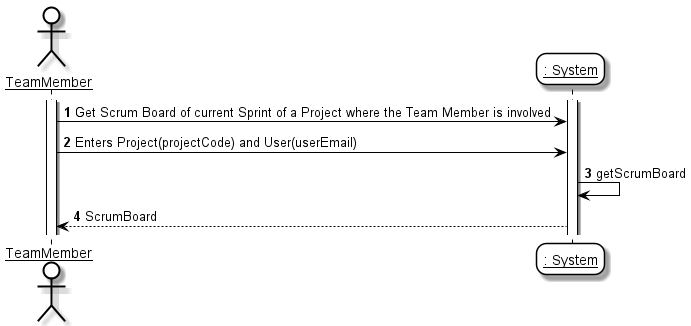 TeamMember
: System
1 Get Scrum Board of current Sprint of a Project where the Team Member is involved
2 Enters Project(projectCode) and User(userEmail)
3 getScrumBoard
4 ScrumBoard
TeamMember
: System